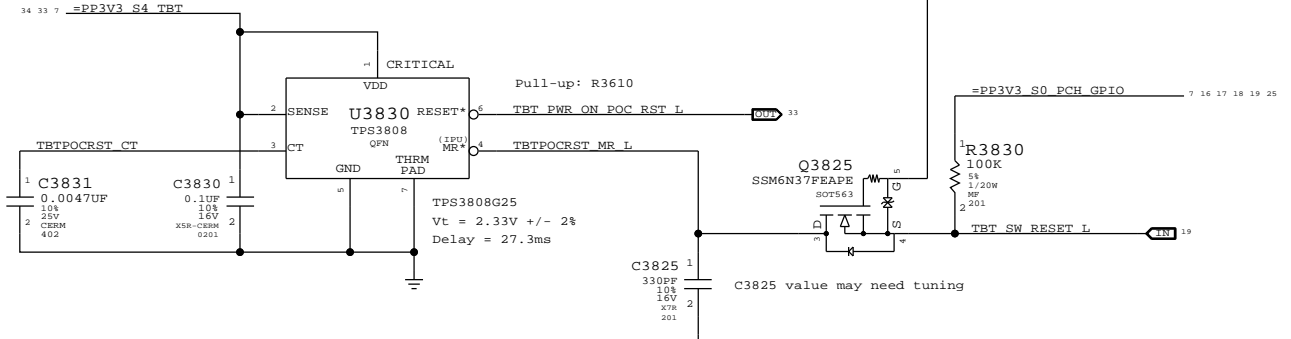 34 33 7 =PP3V3_S4_TBT
1
CRITICAL
VDD
Pull-up: R3610
=PP3V3_S0_PCH_GPIO 7 16 17 18 19 25
2 SENSE
U3830
RESET* 6
TBT_PWR_ON_POC_RST_L
OUT 33
TPS3808
QFN
(IPU)
TBTPOCRST_CT
3 CT
MR* 4
TBTPOCRST_MR_L
1 R3830
100K
5%
1/20W
MF
201
2
GND
THRM
PAD
5
7
Q3825
SSM6N37FEAPE
SOT563
5
G
D
S
3
4
1 C3831
0.0047UF
10%
25V
CERM
402
2
C3830 1
0.1UF
10%
16V
X5R-CERM
0201
2
TPS3808G25
Vt = 2.33V +/- 2%
Delay = 27.3ms
TBT_SW_RESET_L
IN 19
C3825 1
330PF
10%
16V
X7R
201
2
C3825 value may need tuning